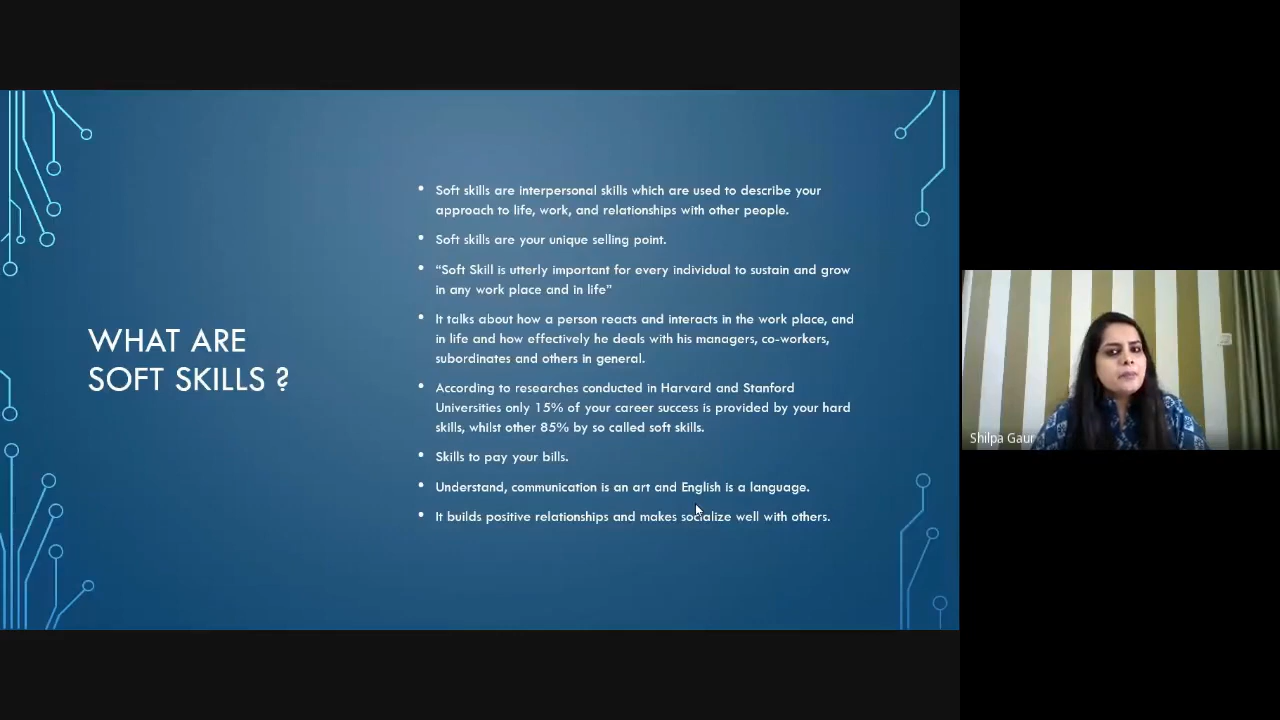 WHAT ARE
SOFT SKILLS ?
• Soft skills are interpersonal skills which are used to describe your
approach to life, work, and relationships with other people.
• Soft skills are your unique selling point.
• “Soft Skill is utterly important for every individual to sustain and grow
in any work place and in life"
• It talks about how a person reacts and interacts in the work place, and
in life and how effectively he deals with his managers, co-workers,
subordinates and others in general.
• According to researches conducted in Harvard and Stanford
Universities only 15% of your career success is provided by your hard
skills, whilst other 85% by so called soft skills.
• Skills to pay your bills.
• Understand, communication is an art and English is a language.
• It builds positive relationships and makes socialize well with others.
Shilpa Gaur